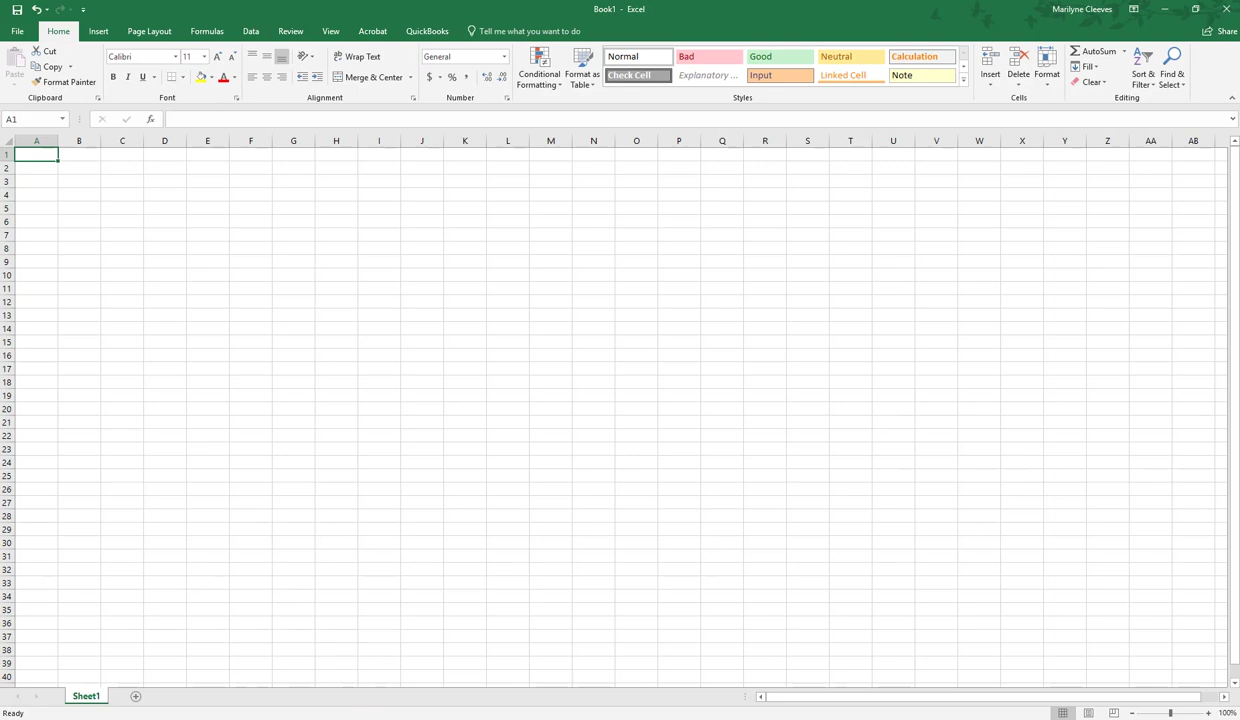 Book1 - Excel
Marilyne Cleeves
File Home Insert Page Layout Formulas Data Review View Acrobat QuickBooks Tell me what you want to do Share
Paste
Cut
Copy
Format Painter
Clipboard
Calibri 11
B I U
Font
Wrap Text
Merge & Center
Alignment
General
$ % ,
Number
Conditional
Formatting
Format as
Table
Normal Bad Good Neutral Calculation
Check Cell Explanatory ... Input Linked Cell Note
Styles
Insert Delete Format
Cells
AutoSum
Fill
Clear
Sort &
Filter
Find &
Select
Editing
A1 fx
A B C D E F G H I J K L M N O P Q R S T U V W X Y Z AA AB
1
2
3
4
5
6
7
8
9
10
11
12
13
14
15
16
17
18
19
20
21
22
23
24
25
26
27
28
29
30
31
32
33
34
35
36
37
38
39
40
Sheet1
Ready
100%